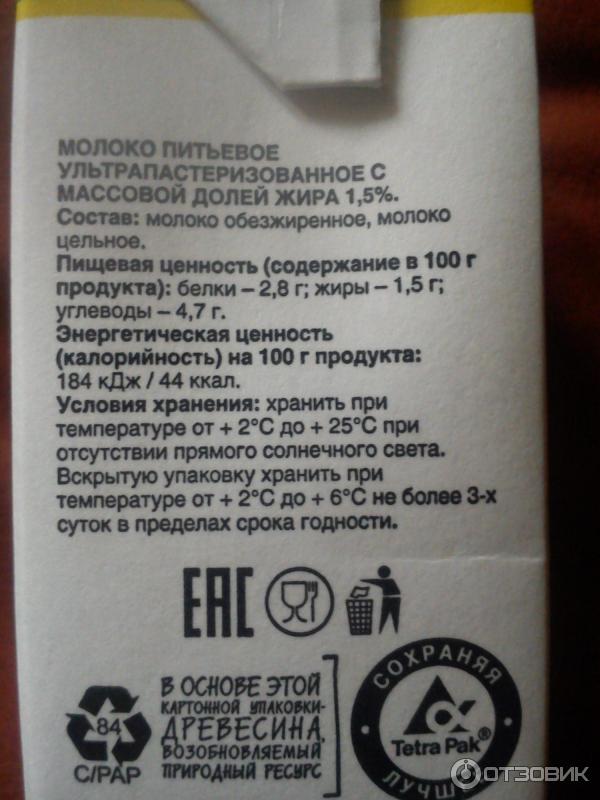 МОЛОКО ПИТЬЕВОЕ
УЛЬТРАПАСТЕРИЗОВАННОЕ С
МАССОВОЙ ДОЛЕЙ ЖИРА 1,5%.
Состав: молоко обезжиренное, молоко
цельное.
Пищевая ценность (содержание в 100 г
продукта): белки – 2,8 г; жиры – 1,5 г;
углеводы – 4,7 г.
Энергетическая ценность
(калорийность) на 100 г продукта:
184 кДж / 44 ккал.
Условия хранения: хранить при
температуре от + 2°С до + 25°С при
отсутствии прямого солнечного света.
Вскрытую упаковку хранить при
температуре от + 2°С до + 6°С не более 3-х
суток в пределах срока годности.
ЕАС
84
C/PAP
В ОСНОВЕ ЭТОЙ
КАРТОННОЙ УПАКОВКИ-
ДРЕВЕСИНА,
ВОЗОБНОВЛЯЕМЫЙ
ПРИРОДНЫЙ РЕСУРС
СОХРАНЯЯ
Tetra Pak®
ЛУЧШ
ОТЗОВИК